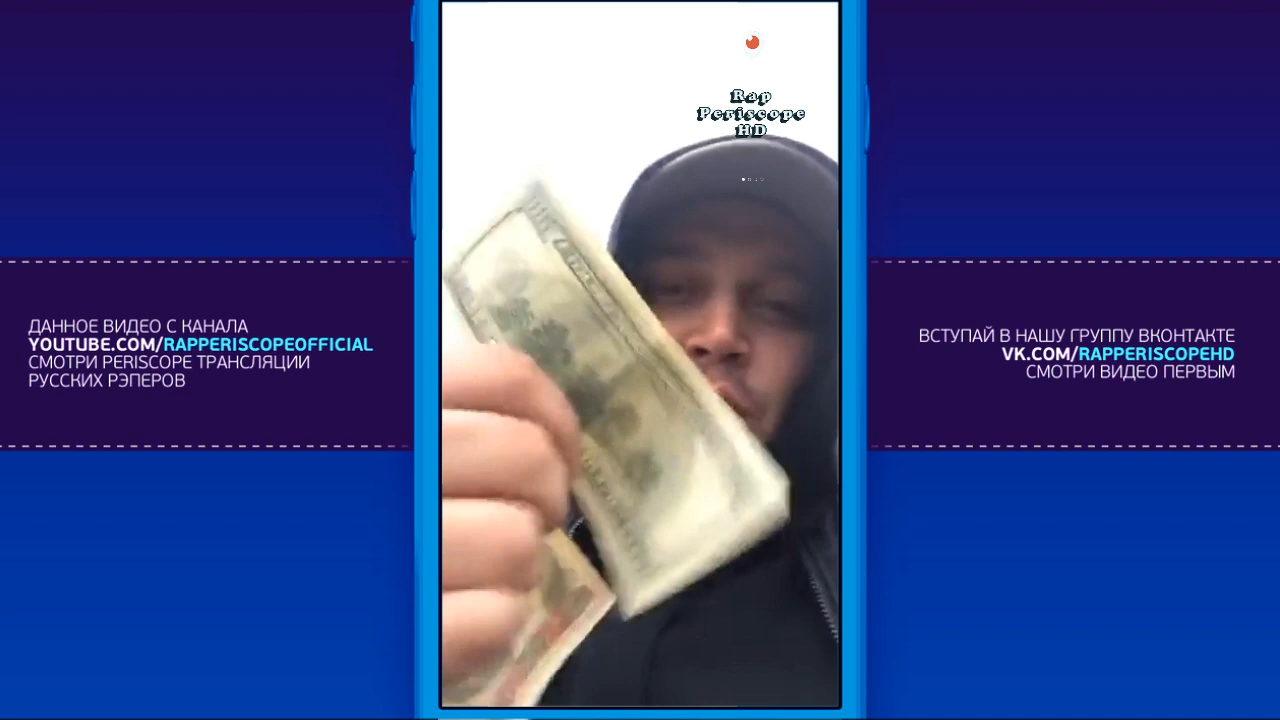 Rap
Periscope
HD
ДАННОЕ ВИДЕО С КАНАЛА
YOUTUBE.COM/RAPPERISCOPEOFFICIAL
СМОТРИ PERISCOPE ТРАНСЛЯЦИИ
РУССКИХ РЭПЕРОВ
ВСТУПАЙ В НАШУ ГРУППУ ВКОНТАКТЕ
VK.COM/RAPPERISCOPEHD
СМОТРИ ВИДЕО ПЕРВЫМ